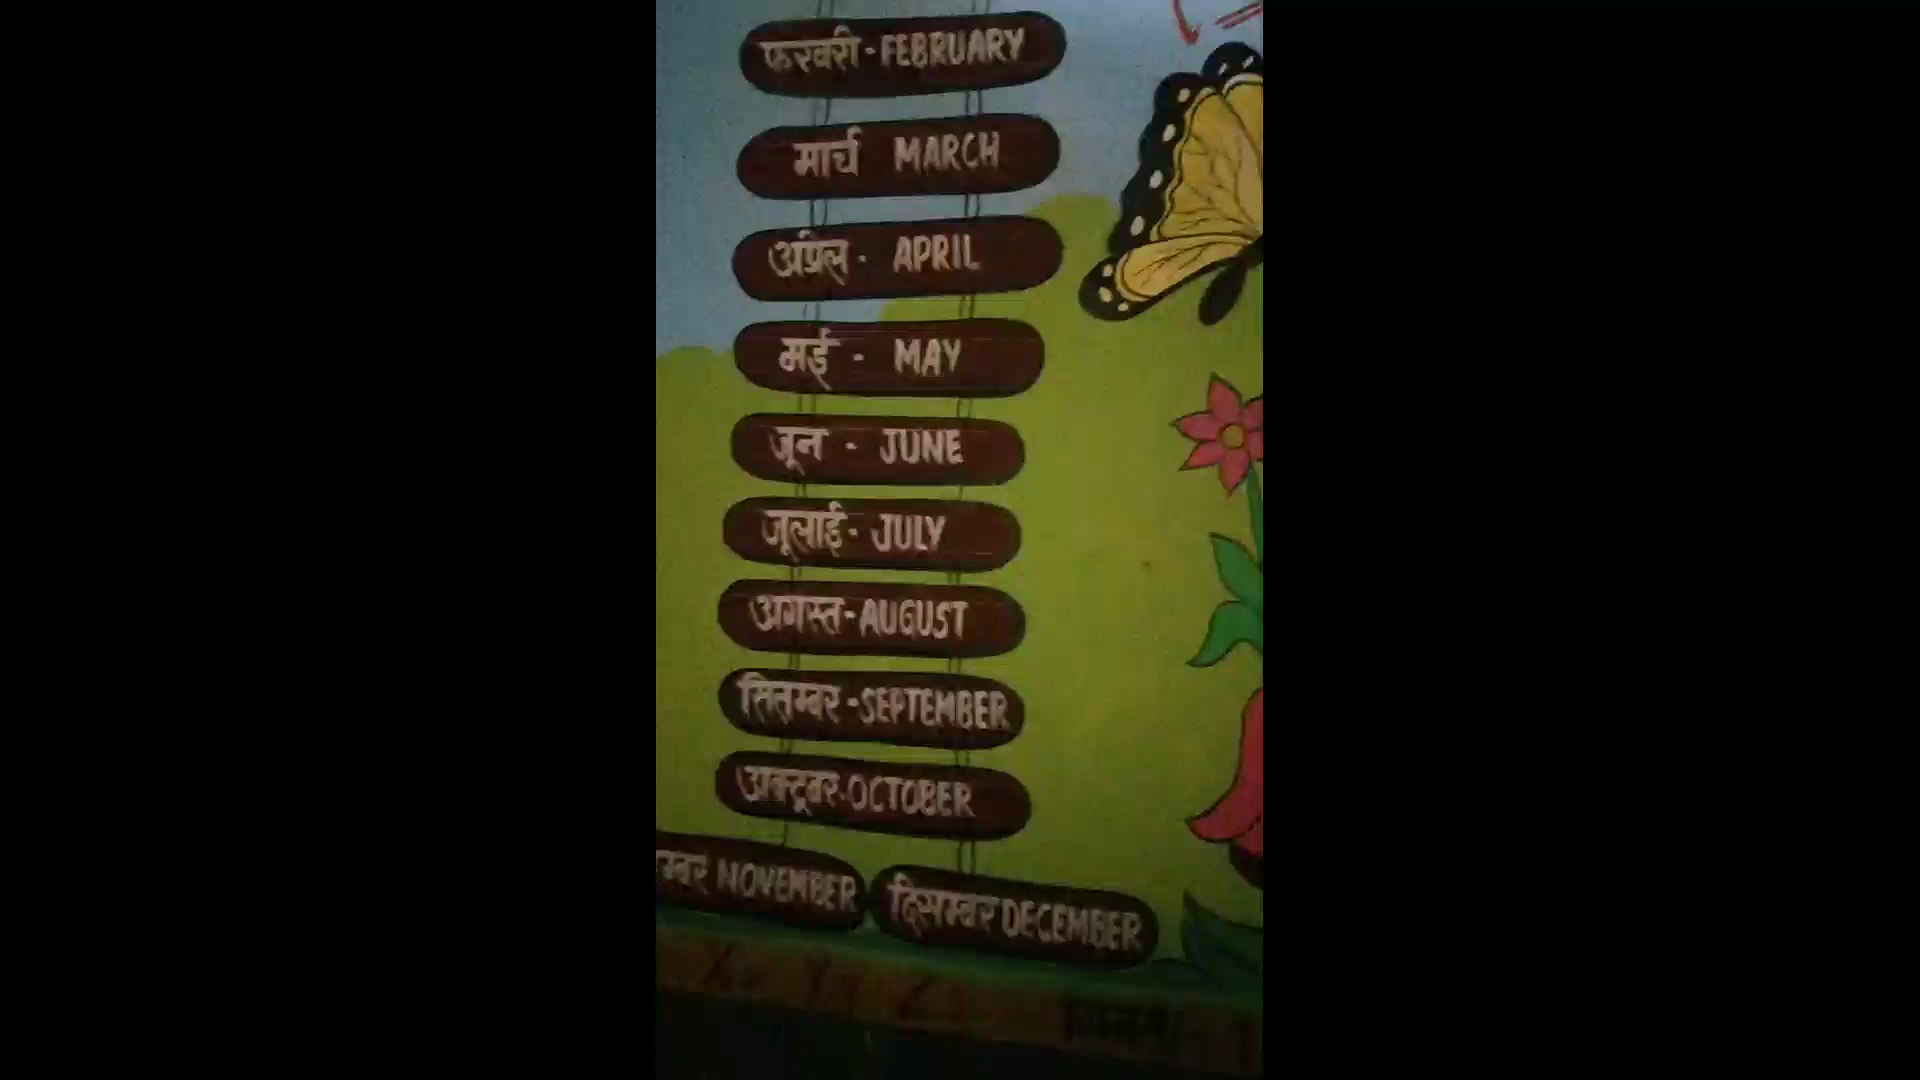 फरवरी - FEBRUARY
मार्च MARCH
अप्रैल - APRIL
मई - MAY
जून - JUNE
जूलाई - JULY
अगस्त - AUGUST
सितम्बर - SEPTEMBER
अक्टूबर - OCTOBER
म्बर NOVEMBER दिसम्बर DECEMBER
X Y Z